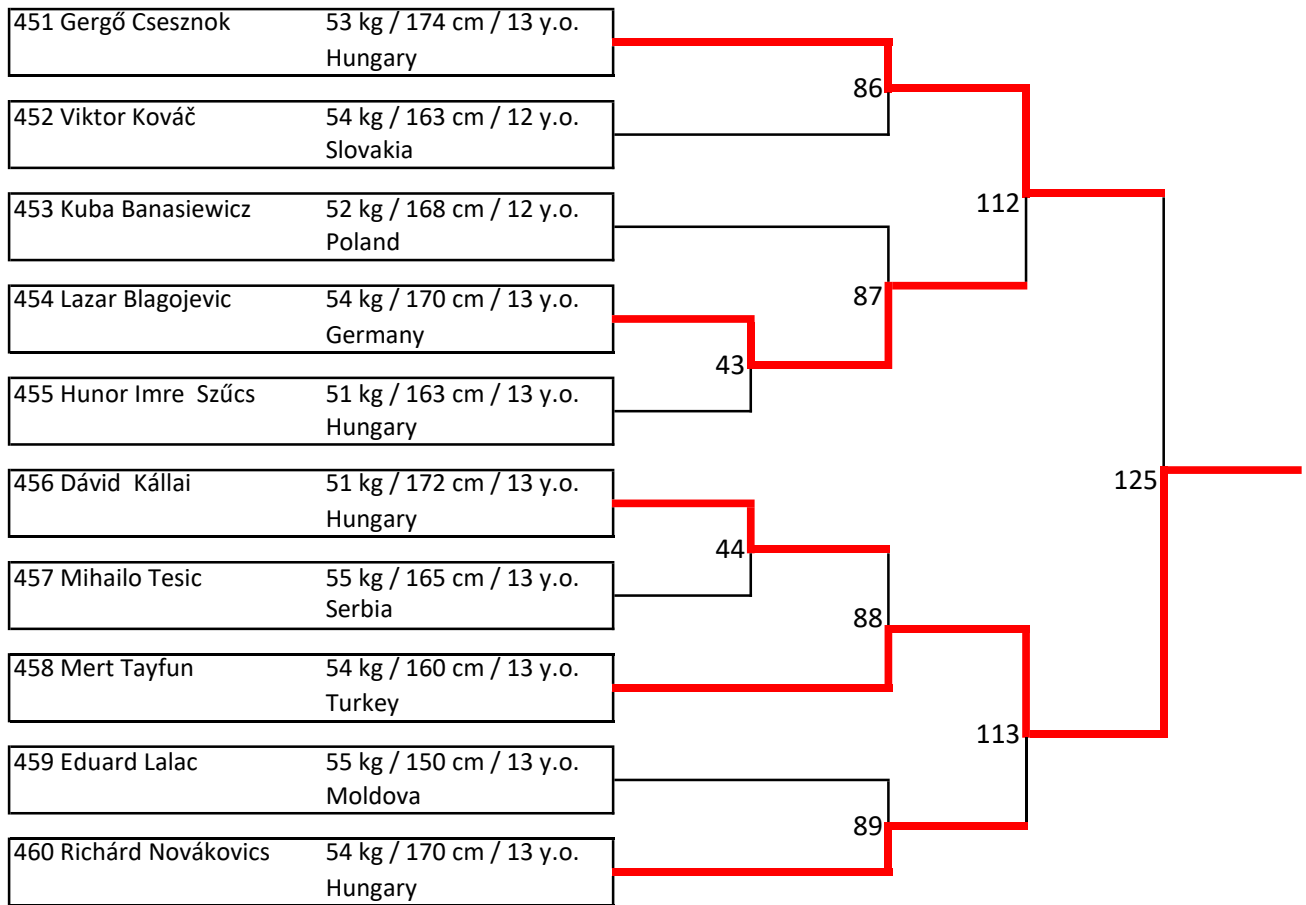 451 Gergő Csesznok 53 kg / 174 cm / 13 y.o.
Hungary
86
452 Viktor Kováč 54 kg / 163 cm / 12 y.o.
Slovakia
453 Kuba Banasiewicz 52 kg / 168 cm / 12 y.o.
112
Poland
454 Lazar Blagojevic 54 kg / 170 cm / 13 y.o.
87
Germany
43
455 Hunor Imre  Szűcs 51 kg / 163 cm / 13 y.o.
Hungary
456 Dávid  Kállai 51 kg / 172 cm / 13 y.o.
125
Hungary
44
457 Mihailo Tesic 55 kg / 165 cm / 13 y.o.
Serbia
88
458 Mert Tayfun 54 kg / 160 cm / 13 y.o.
Turkey
113
459 Eduard Lalac 55 kg / 150 cm / 13 y.o.
Moldova
89
460 Richárd Novákovics 54 kg / 170 cm / 13 y.o.
Hungary